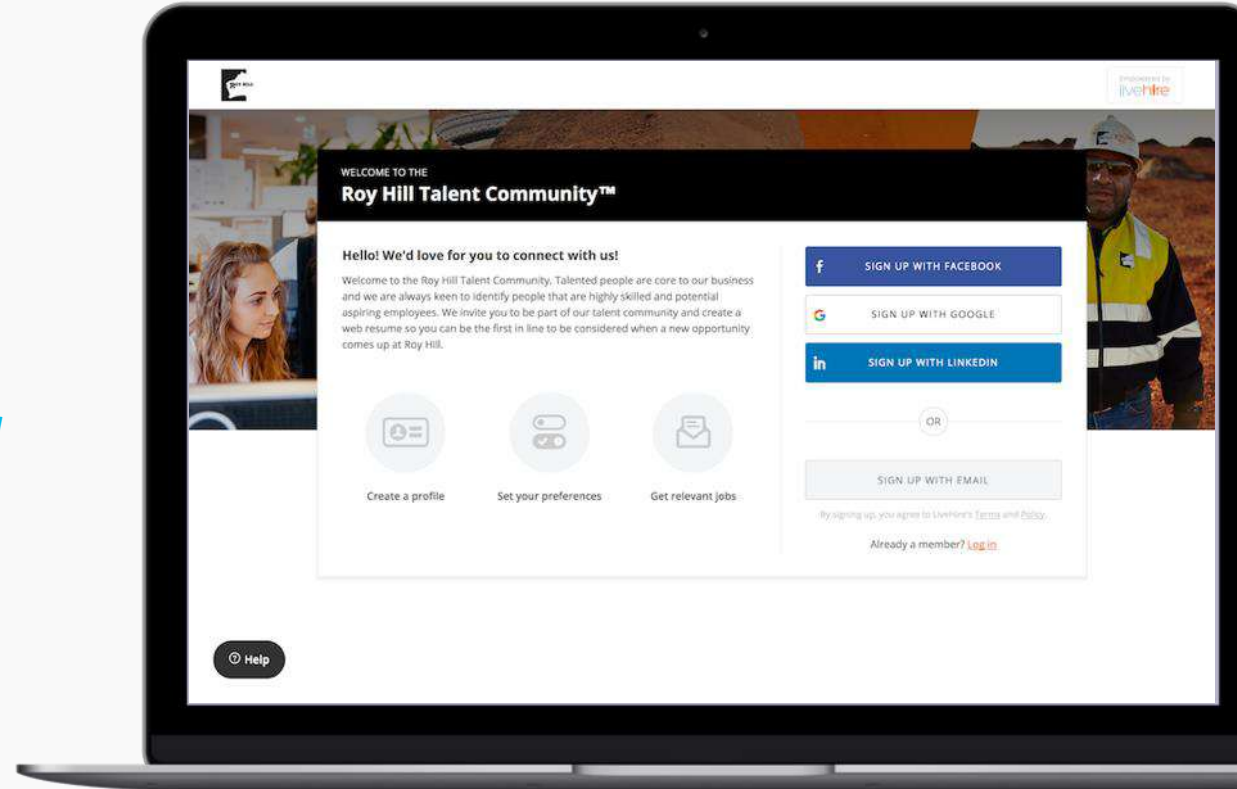 ROY HILL
Empowered by
livehire
WELCOME TO THE
Roy Hill Talent Community™
Hello! We'd love for you to connect with us!
Welcome to the Roy Hill Talent Community. Talented people are core to our business
and we are always keen to identify people that are highly skilled and potential
aspiring employees. We invite you to be part of our talent community and create a
web resume so you can be the first in line to be considered when a new opportunity
comes up at Roy Hill.
Create a profile
Set your preferences
Get relevant jobs
f SIGN UP WITH FACEBOOK
G SIGN UP WITH GOOGLE
in SIGN UP WITH LINKEDIN
OR
SIGN UP WITH EMAIL
By signing up, you agree to LiveHire's Terms and Policy.
Already a member? Log in
? Help